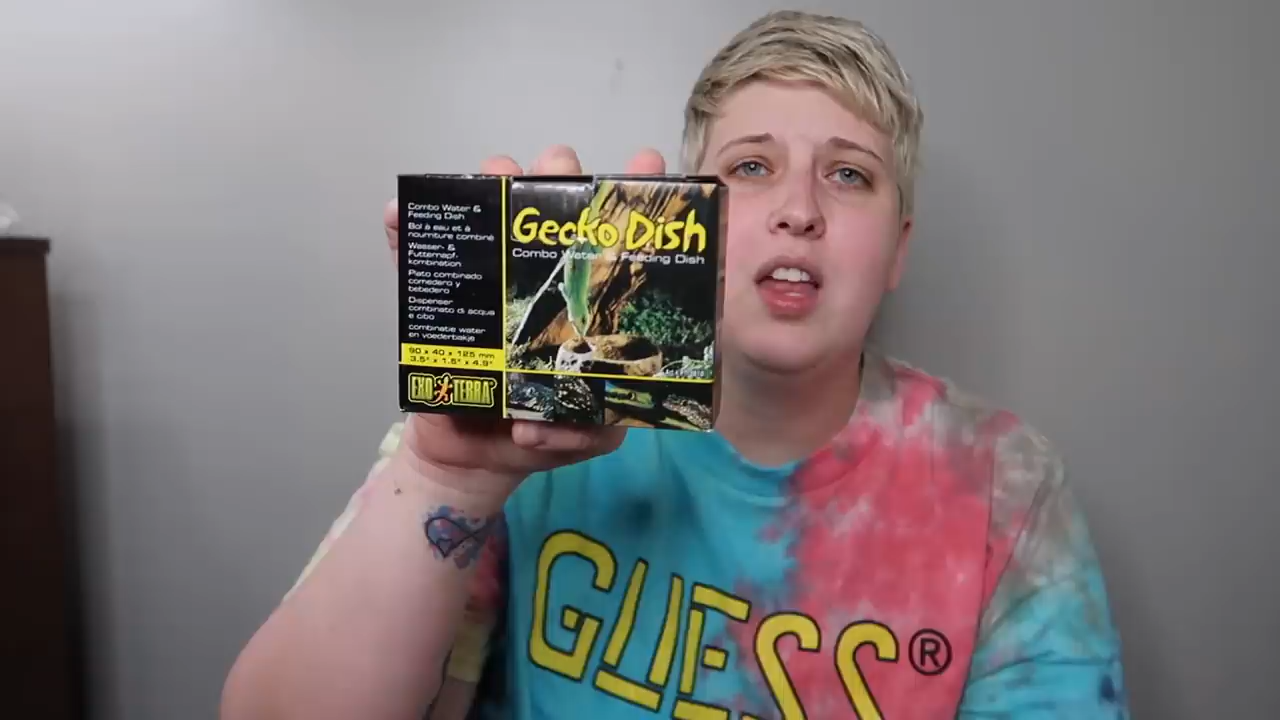 Combo Water &
Feeding Dish
Bol à eau et à
nourriture combiné
Wasser- &
Futternapf-
kombination
Plato combinado
comedero y
bebedero
Dispenser
combinato di acqua
e cibo
combinatie water
en voederbakje
90 x 40 x 125 mm
3.5" x 1.5" x 4.9"
EXO TERRA
Gecko Dish
Combo Water & Feeding Dish
GUESS®